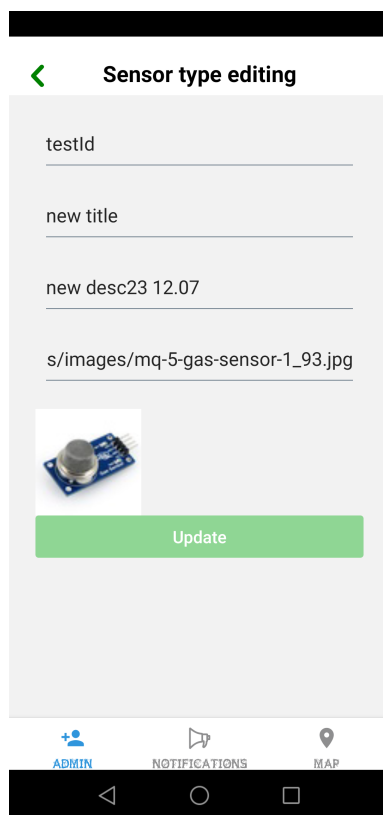 Sensor type editing
testId
new title
new desc23 12.07
s/images/mq-5-gas-sensor-1_93.jpg
Update
ADMIN
NOTIFICATIONS
MAP